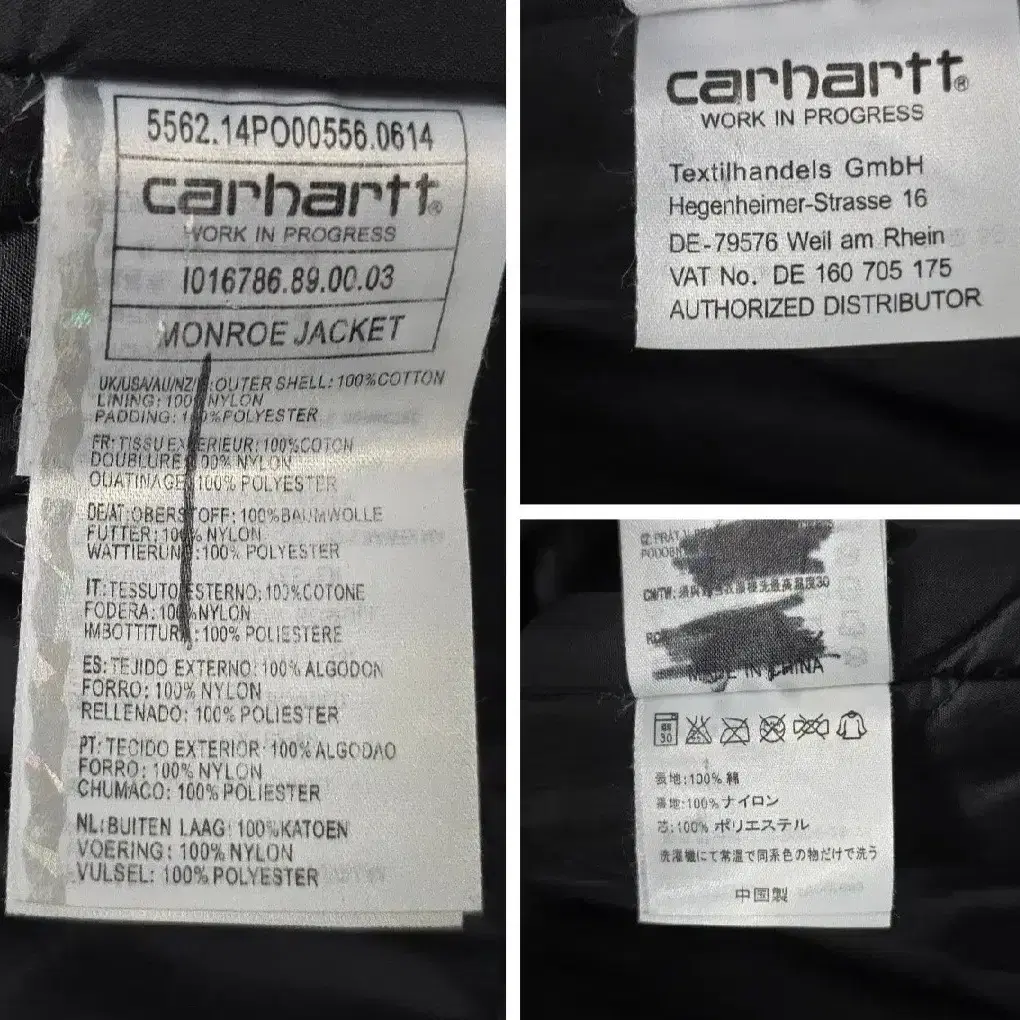 5562.14PO00556.0614
carhartt®
WORK IN PROGRESS
I016786.89.00.03
MONROE JACKET
UK/USA/AU/NZ/ :OUTER SHELL: 100%COTTON
LINING: 100% NYLON
PADDING: 100%POLYESTER
FR: TISSU EXTERIEUR: 100%COTON
DOUBLURE 100% NYLON
OUATINAGE 100% POLYESTER
DE/AT:OBERSTOFF: 100%BAUMWOLLE
FUTTER: 100% NYLON
WATTIERUN :100% POLYESTER
IT: TESSUTO ESTERNO: 100%COTONE
FODERA: 100%NYLON
IMBOTTITURA: 100% POLIESTERE
ES: TEJIDO EXTERNO: 100% ALGODON
FORRO: 100% NYLON
RELLENADO: 100% POLIESTER
PT: TECIDO EXTERIOR: 100% ALGODAO
FORRO: 100% NYLON
CHUMACO: 100% POLIESTER
NL: BUITEN LAAG: 100%KATOEN
VOERING: 100% NYLON
VULSEL: 100% POLYESTER
carhartt®
WORK IN PROGRESS
Textilhandels GmbH
Hegenheimer-Strasse 16
DE-79576 Weil am Rhein
VAT No. DE 160 705 175
AUTHORIZED DISTRIBUTOR
CZ: PRÁT
PODOBN
CN/TW:
30
MADE IN CHINA
30
表地:100% 綿
裏地:100% ナイロン
芯:100% ポリエステル
洗濯機にて常温で同系色の物だけで洗う
中国製